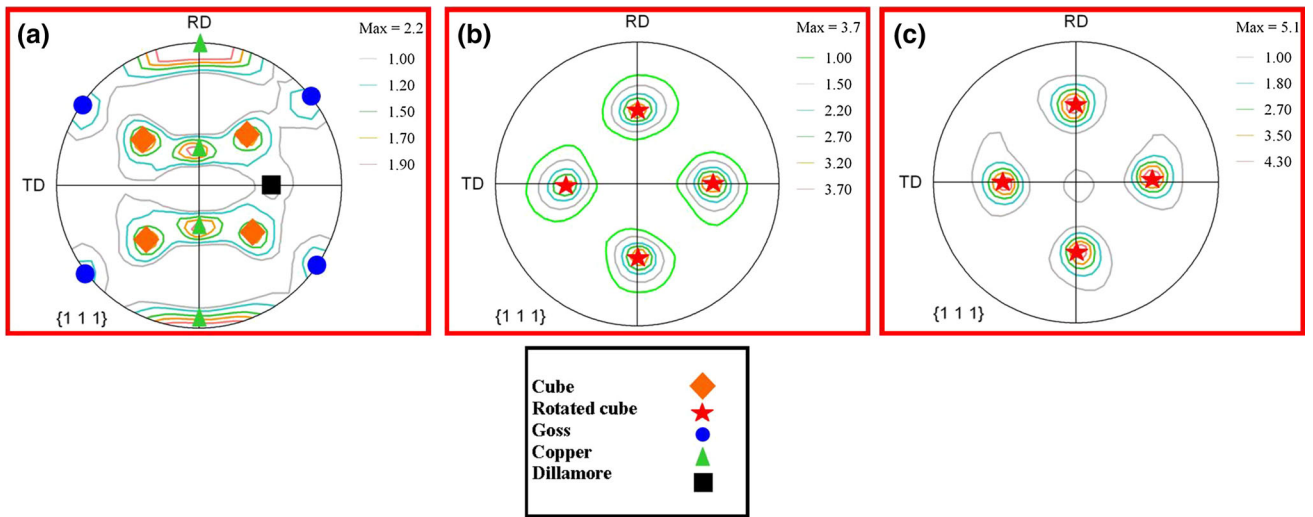 (a)
RD
Max = 2.2
1.00
1.20
1.50
1.70
1.90
TD
{1 1 1}
(b)
RD
Max = 3.7
1.00
1.50
2.20
2.70
3.20
3.70
TD
{1 1 1}
(c)
RD
Max = 5.1
1.00
1.80
2.70
3.50
4.30
TD
{1 1 1}
Cube
Rotated cube
Goss
Copper
Dillamore